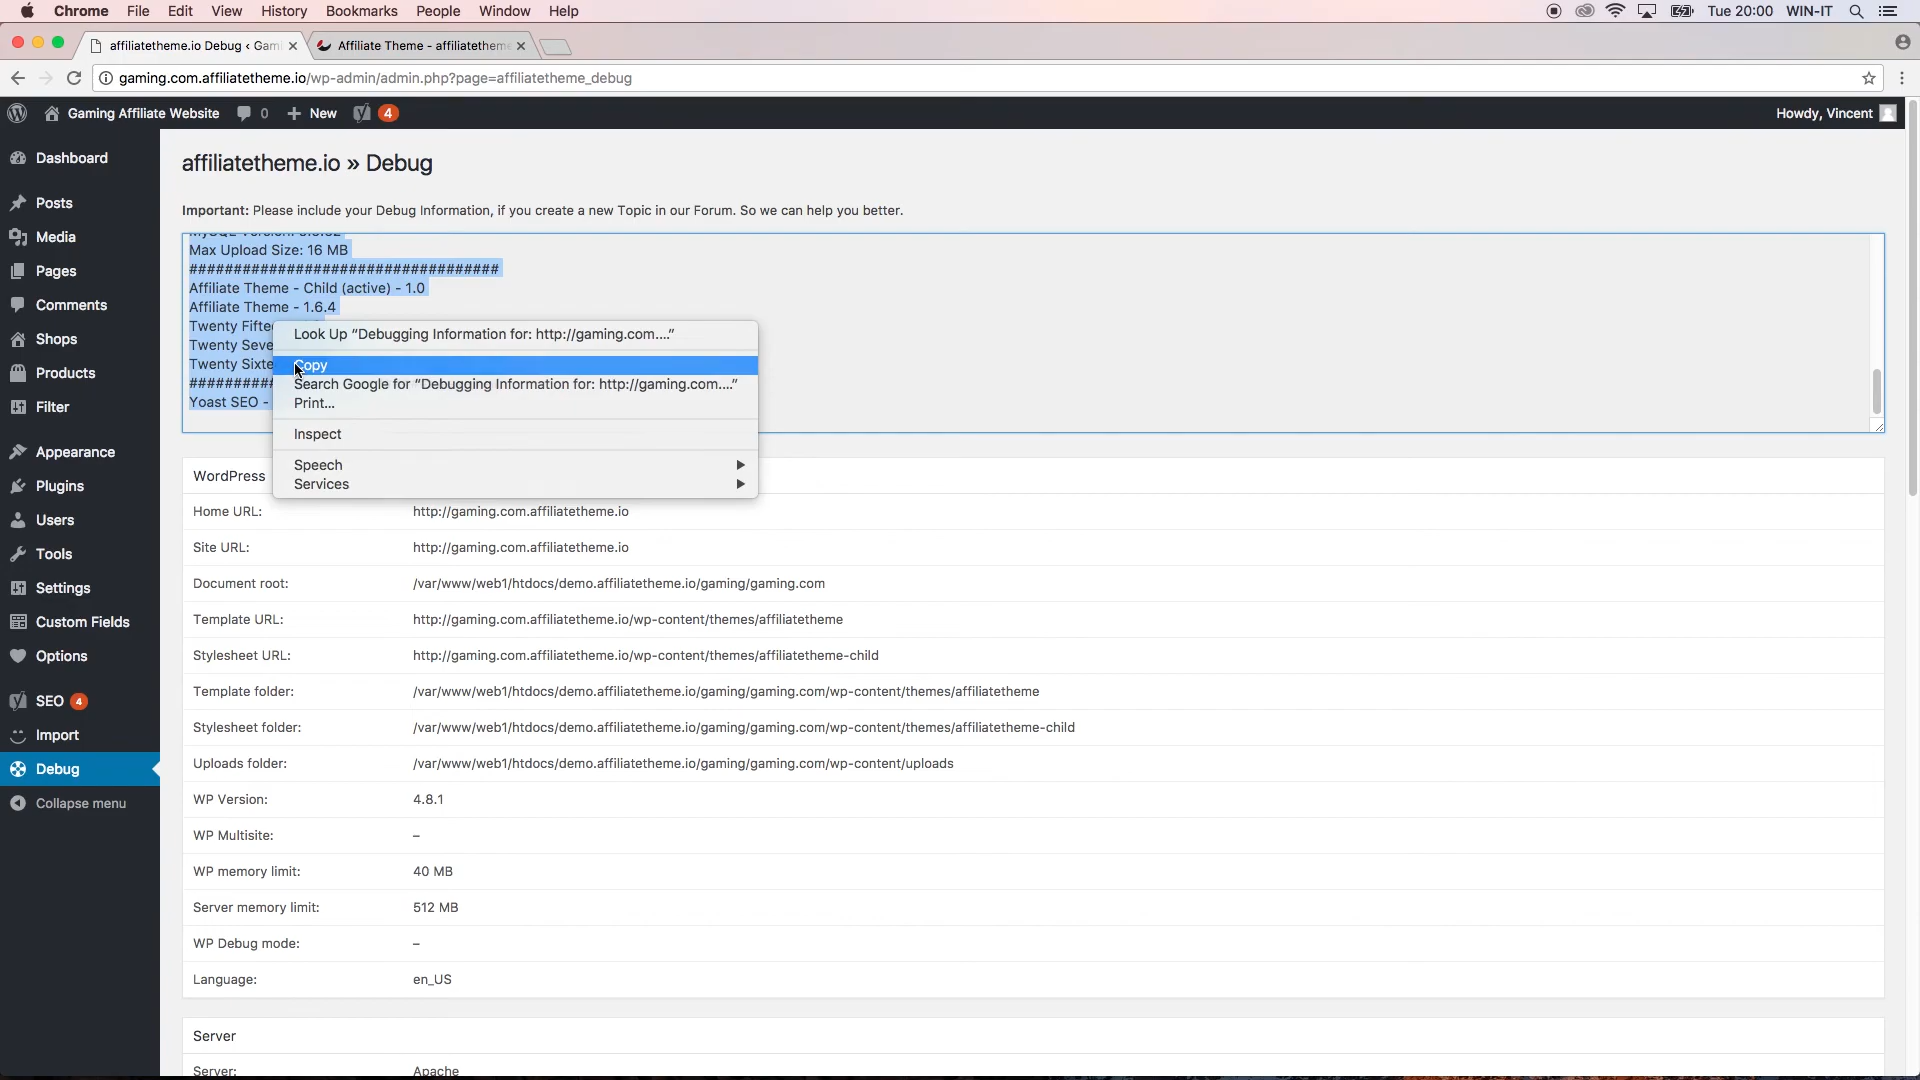 Chrome File Edit View History Bookmarks People Window Help Tue 20:00 WIN-IT
affiliatetheme.io Debug ‹ Gam Affiliate Theme - affiliatetheme
gaming.com.affiliatetheme.io/wp-admin/admin.php?page=affiliatetheme_debug
Gaming Affiliate Website 0 New 4 Howdy, Vincent
Dashboard
Posts
Media
Pages
Comments
Shops
Products
Filter
Appearance
Plugins
Users
Tools
Settings
Custom Fields
Options
SEO 4
Import
Debug
Collapse menu
affiliatetheme.io » Debug
Important: Please include your Debug Information, if you create a new Topic in our Forum. So we can help you better.
Max Upload Size: 16 MB
###################################
Affiliate Theme - Child (active) - 1.0
Affiliate Theme - 1.6.4
Twenty Fifte
Twenty Seve
Twenty Sixte
##########
Yoast SEO -
Look Up “Debugging Information for: http://gaming.com....”
Copy
Search Google for “Debugging Information for: http://gaming.com....”
Print...
Inspect
Speech
Services
WordPress
Home URL: http://gaming.com.affiliatetheme.io
Site URL: http://gaming.com.affiliatetheme.io
Document root: /var/www/web1/htdocs/demo.affiliatetheme.io/gaming/gaming.com
Template URL: http://gaming.com.affiliatetheme.io/wp-content/themes/affiliatetheme
Stylesheet URL: http://gaming.com.affiliatetheme.io/wp-content/themes/affiliatetheme-child
Template folder: /var/www/web1/htdocs/demo.affiliatetheme.io/gaming/gaming.com/wp-content/themes/affiliatetheme
Stylesheet folder: /var/www/web1/htdocs/demo.affiliatetheme.io/gaming/gaming.com/wp-content/themes/affiliatetheme-child
Uploads folder: /var/www/web1/htdocs/demo.affiliatetheme.io/gaming/gaming.com/wp-content/uploads
WP Version: 4.8.1
WP Multisite: –
WP memory limit: 40 MB
Server memory limit: 512 MB
WP Debug mode: –
Language: en_US
Server
Server: Apache